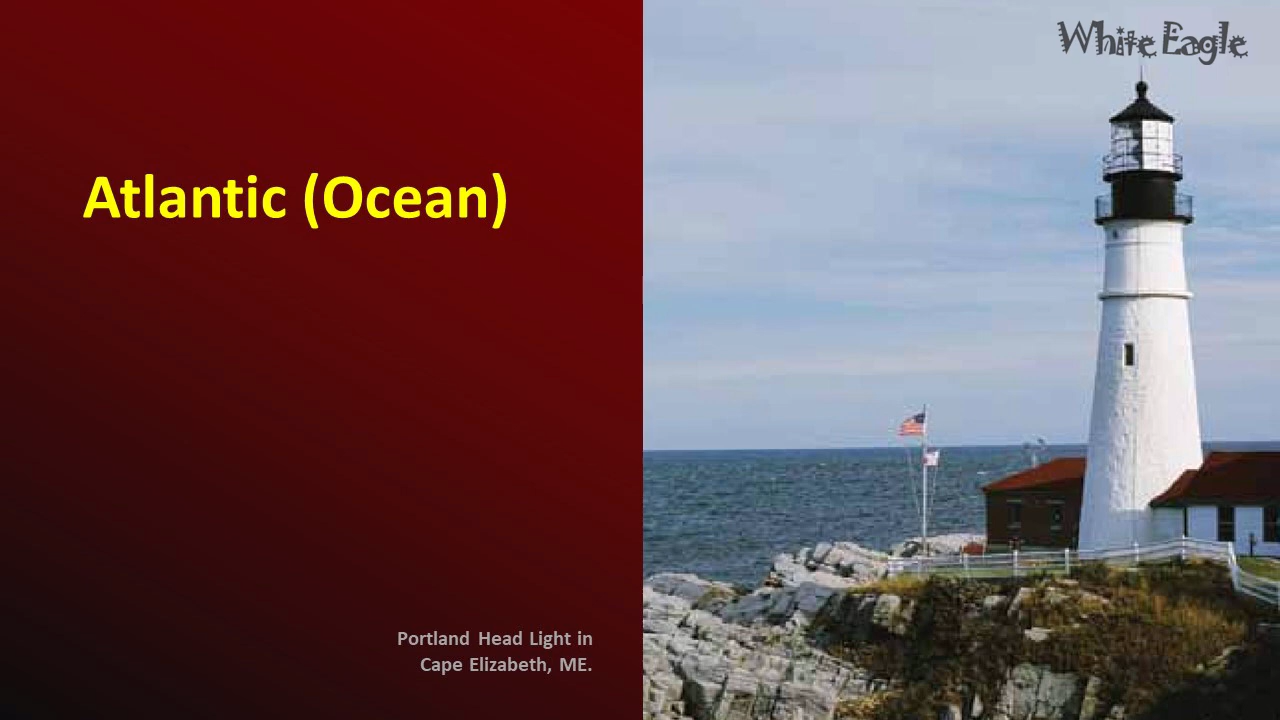 White Eagle
Atlantic (Ocean)
Portland Head Light in
Cape Elizabeth, ME.